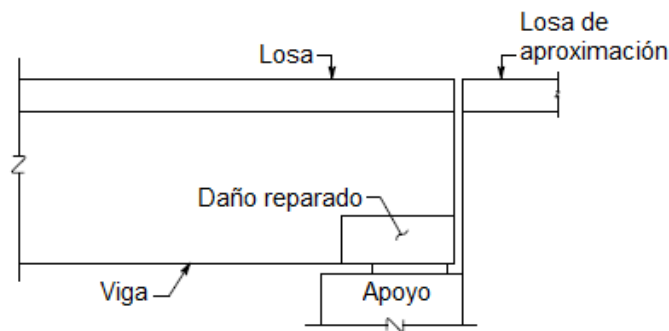 Losa
Losa de
aproximación
Daño reparado
Viga
Apoyo